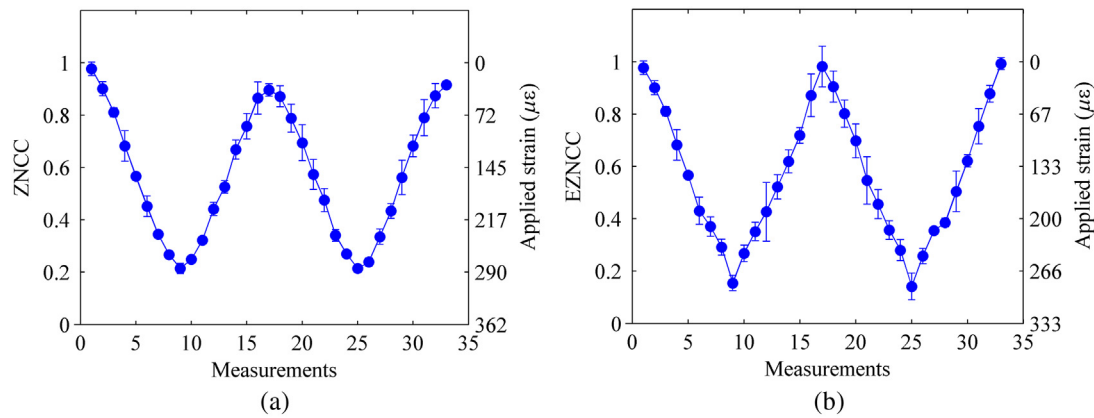 ZNCC
1
0.8
0.6
0.4
0.2
0
0 5 10 15 20 25 30 35
Measurements
0
72
145
217
290
362
Applied strain (με)
(a)
EZNCC
1
0.8
0.6
0.4
0.2
0
0 5 10 15 20 25 30 35
Measurements
0
67
133
200
266
333
Applied strain (με)
(b)